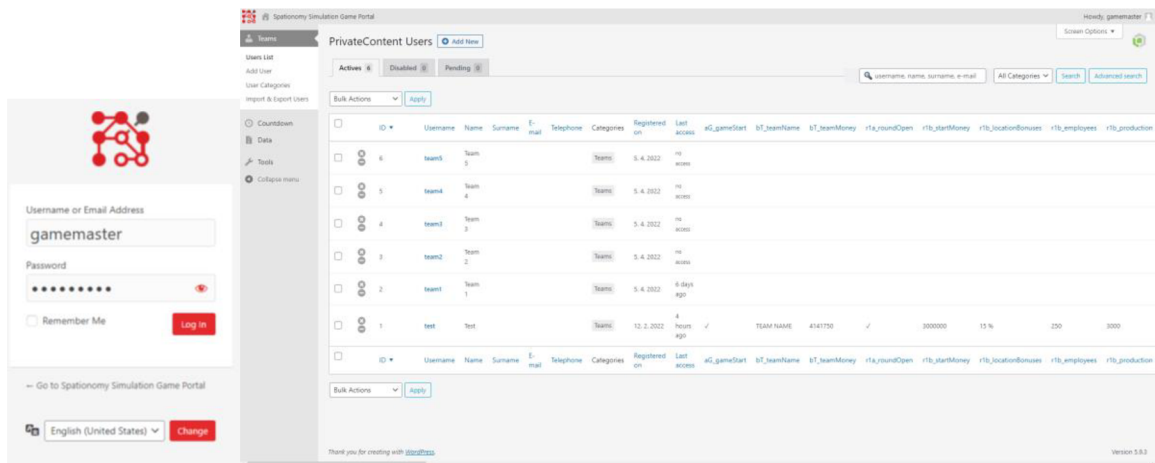 Username or Email Address
gamemaster
Password
Remember Me
Log In
← Go to Spationomy Simulation Game Portal
English (United States)
Change
Spationomy Simulation Game Portal
Howdy, gamemaster
Teams
Users List
Add User
User Categories
Import & Export Users
Countdown
Data
Tools
Collapse menu
PrivateContent Users
Add New
Screen Options
Actives 6
Disabled
Pending
username, name, surname, e-mail
All Categories
Search
Advanced search
Bulk Actions
Apply
ID Username Name Surname E-mail Telephone Categories Registered on Last access aG_gameStart bT_teamName bT_teamMoney r1a_roundOpen r1b_startMoney r1b_locationBonuses r1b_employees r1b_production
6 team5 Team 5 Teams 5. 4. 2022 no access
5 team4 Team 4 Teams 5. 4. 2022 no access
4 team3 Team 3 Teams 5. 4. 2022 no access
3 team2 Team 2 Teams 5. 4. 2022 no access
2 team1 Team 1 Teams 5. 4. 2022 6 days ago
1 test Test Teams 12. 2. 2022 4 hours ago √ TEAM NAME 4141750 √ 3000000 15 % 250 3000
ID Username Name Surname E-mail Telephone Categories Registered on Last access aG_gameStart bT_teamName bT_teamMoney r1a_roundOpen r1b_startMoney r1b_locationBonuses r1b_employees r1b_production
Bulk Actions
Apply
Thank you for creating with WordPress.
Version 5.9.3